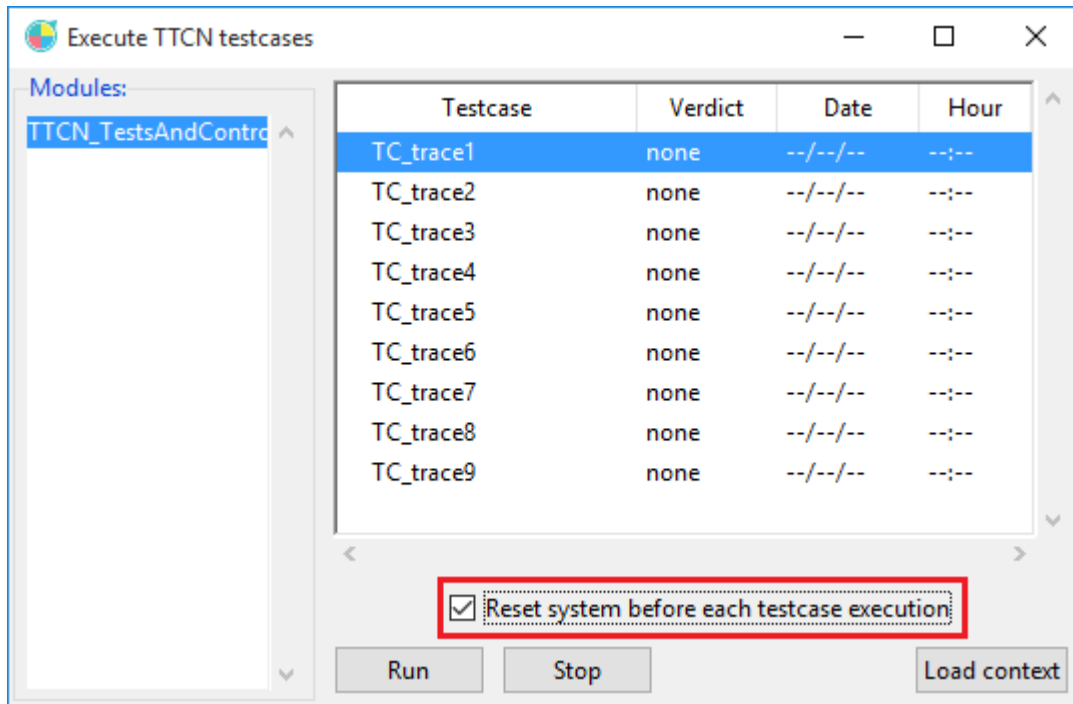 Execute TTCN testcases
Modules:
TTCN_TestsAndContro
Testcase Verdict Date Hour
TC_trace1 none --/--/-- --:--
TC_trace2 none --/--/-- --:--
TC_trace3 none --/--/-- --:--
TC_trace4 none --/--/-- --:--
TC_trace5 none --/--/-- --:--
TC_trace6 none --/--/-- --:--
TC_trace7 none --/--/-- --:--
TC_trace8 none --/--/-- --:--
TC_trace9 none --/--/-- --:--
Reset system before each testcase execution
Run Stop Load context